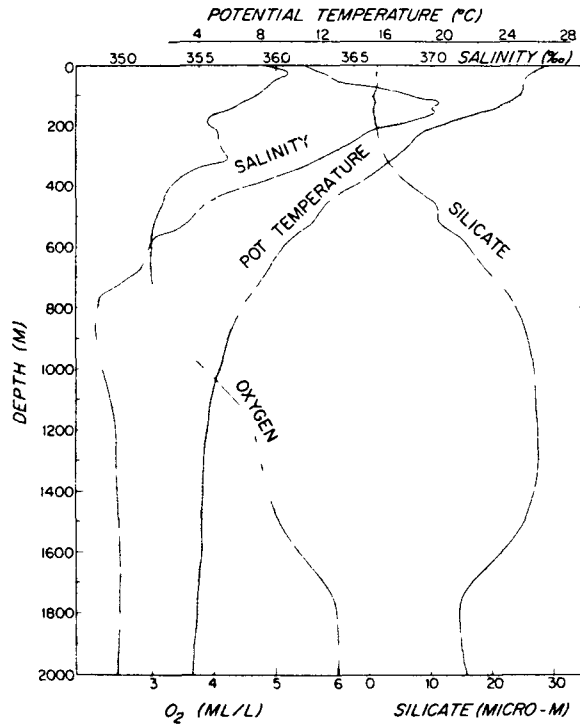 POTENTIAL TEMPERATURE (°C)
4 8 12 16 20 24 28
350 355 360 365 370 SALINITY (‰)
0
200
400
600
800
1000
1200
1400
1600
1800
2000
DEPTH (M)
SALINITY
POT TEMPERATURE
SILICATE
OXYGEN
3 5 6 0 10 20 30
O₂ (ML/L) SILICATE (MICRO-M)